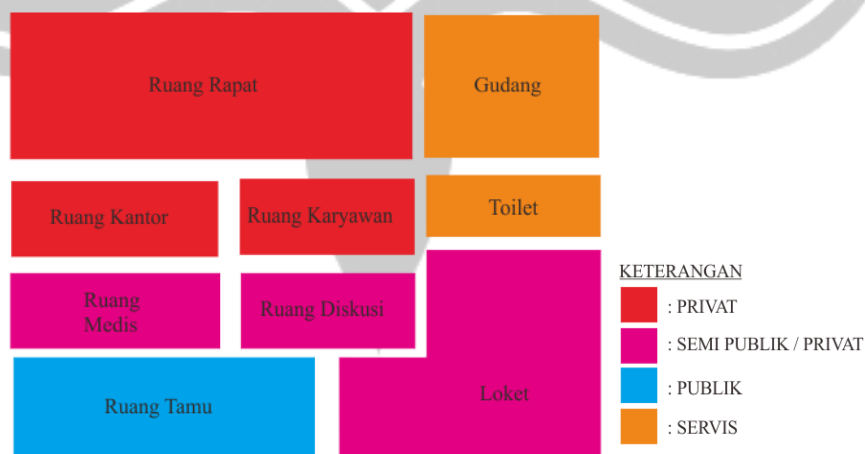 Ruang Rapat
Gudang
Ruang Kantor
Ruang Karyawan
Toilet
Ruang
Medis
Ruang Diskusi
Ruang Tamu
Loket
KETERANGAN
: PRIVAT
: SEMI PUBLIK / PRIVAT
: PUBLIK
: SERVIS